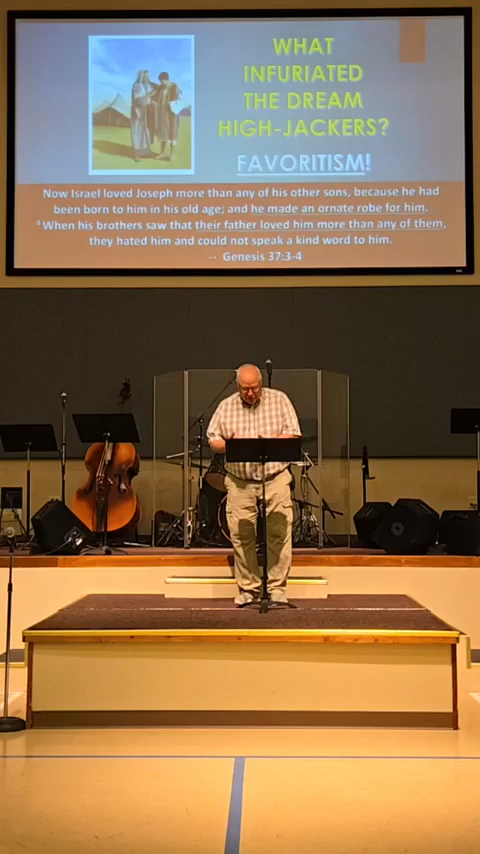 WHAT
INFURIATED
THE DREAM
HIGH-JACKERS?
FAVORITISM!
Now Israel loved Joseph more than any of his other sons, because he had
been born to him in his old age; and he made an ornate robe for him.
4 When his brothers saw that their father loved him more than any of them,
they hated him and could not speak a kind word to him.
-- Genesis 37:3-4